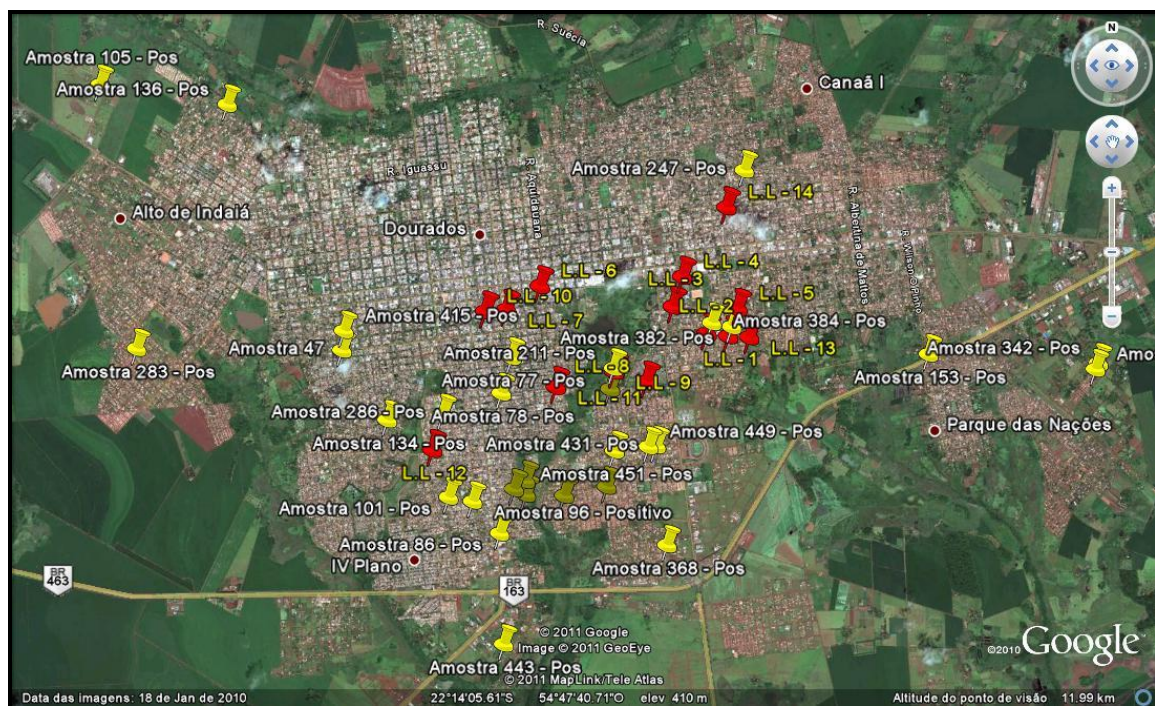 R. Suécia
N
Amostra 105 - Pos
Amostra 136 - Pos
Canaã I
R. Iguassu
R. Aquidauana
Amostra 247 - Pos
L.L - 14
Alto de Indaiá
R. Albertina de Mattos
Dourados
L.L - 6
L.L - 4
L.L - 3
L.L - 10
L.L - 2
L.L - 5
Amostra 415 - Pos
L.L - 7
Amostra 384 - Pos
Amostra 382 - Pos
Amostra 47
Amostra 211 - Pos
L.L - 1
L.L - 13
Amostra 342 - Pos
Amo
Amostra 283 - Pos
L.L - 8
Amostra 77 - Pos
L.L - 9
Amostra 153 - Pos
L.L - 11
Amostra 286 - Pos
Amostra 78 - Pos
Parque das Nações
Amostra 134 - Pos
Amostra 431 - Pos
Amostra 449 - Pos
L.L - 12
Amostra 451 - Pos
Amostra 101 - Pos
Amostra 96 - Positivo
Amostra 86 - Pos
IV Plano
Amostra 368 - Pos
BR
463
BR
163
© 2011 Google
Image © 2011 GeoEye
Amostra 443 - Pos
© 2011 MapLink/Tele Atlas
©2010 Google
Data das imagens: 18 de Jan de 2010
22°14'05.61"S 54°47'40.71"O elev 410 m
Altitude do ponto de visão 11.99 km